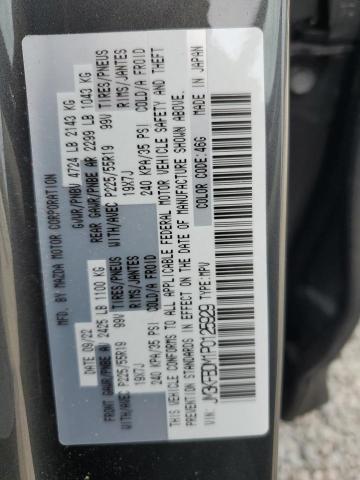 MFD. BY MAZDA MOTOR CORPORATION
DATE: 09/22 GVWR/PNBV 4724 LB 2143 KG
FRONT GAWR/PNBE AV 2425 LB 1100 KG REAR GAWR/PNBE AR 2299 LB 1043 KG
WITH/AVEC P225/55R19 99V TIRES/PNEUS WITH/AVEC P225/55R19 99V TIRES/PNEUS
19X7J RIMS/JANTES 19X7J RIMS/JANTES
240 KPA/35 PSI COLD/A FROID 240 KPA/35 PSI COLD/A FROID
THIS VEHICLE CONFORMS TO ALL APPLICABLE FEDERAL MOTOR VEHICLE SAFETY AND THEFT
PREVENTION STANDARDS IN EFFECT ON THE DATE OF MANUFACTURE SHOWN ABOVE.
COLOR CODE:46G MADE IN JAPAN
TYPE:MPV